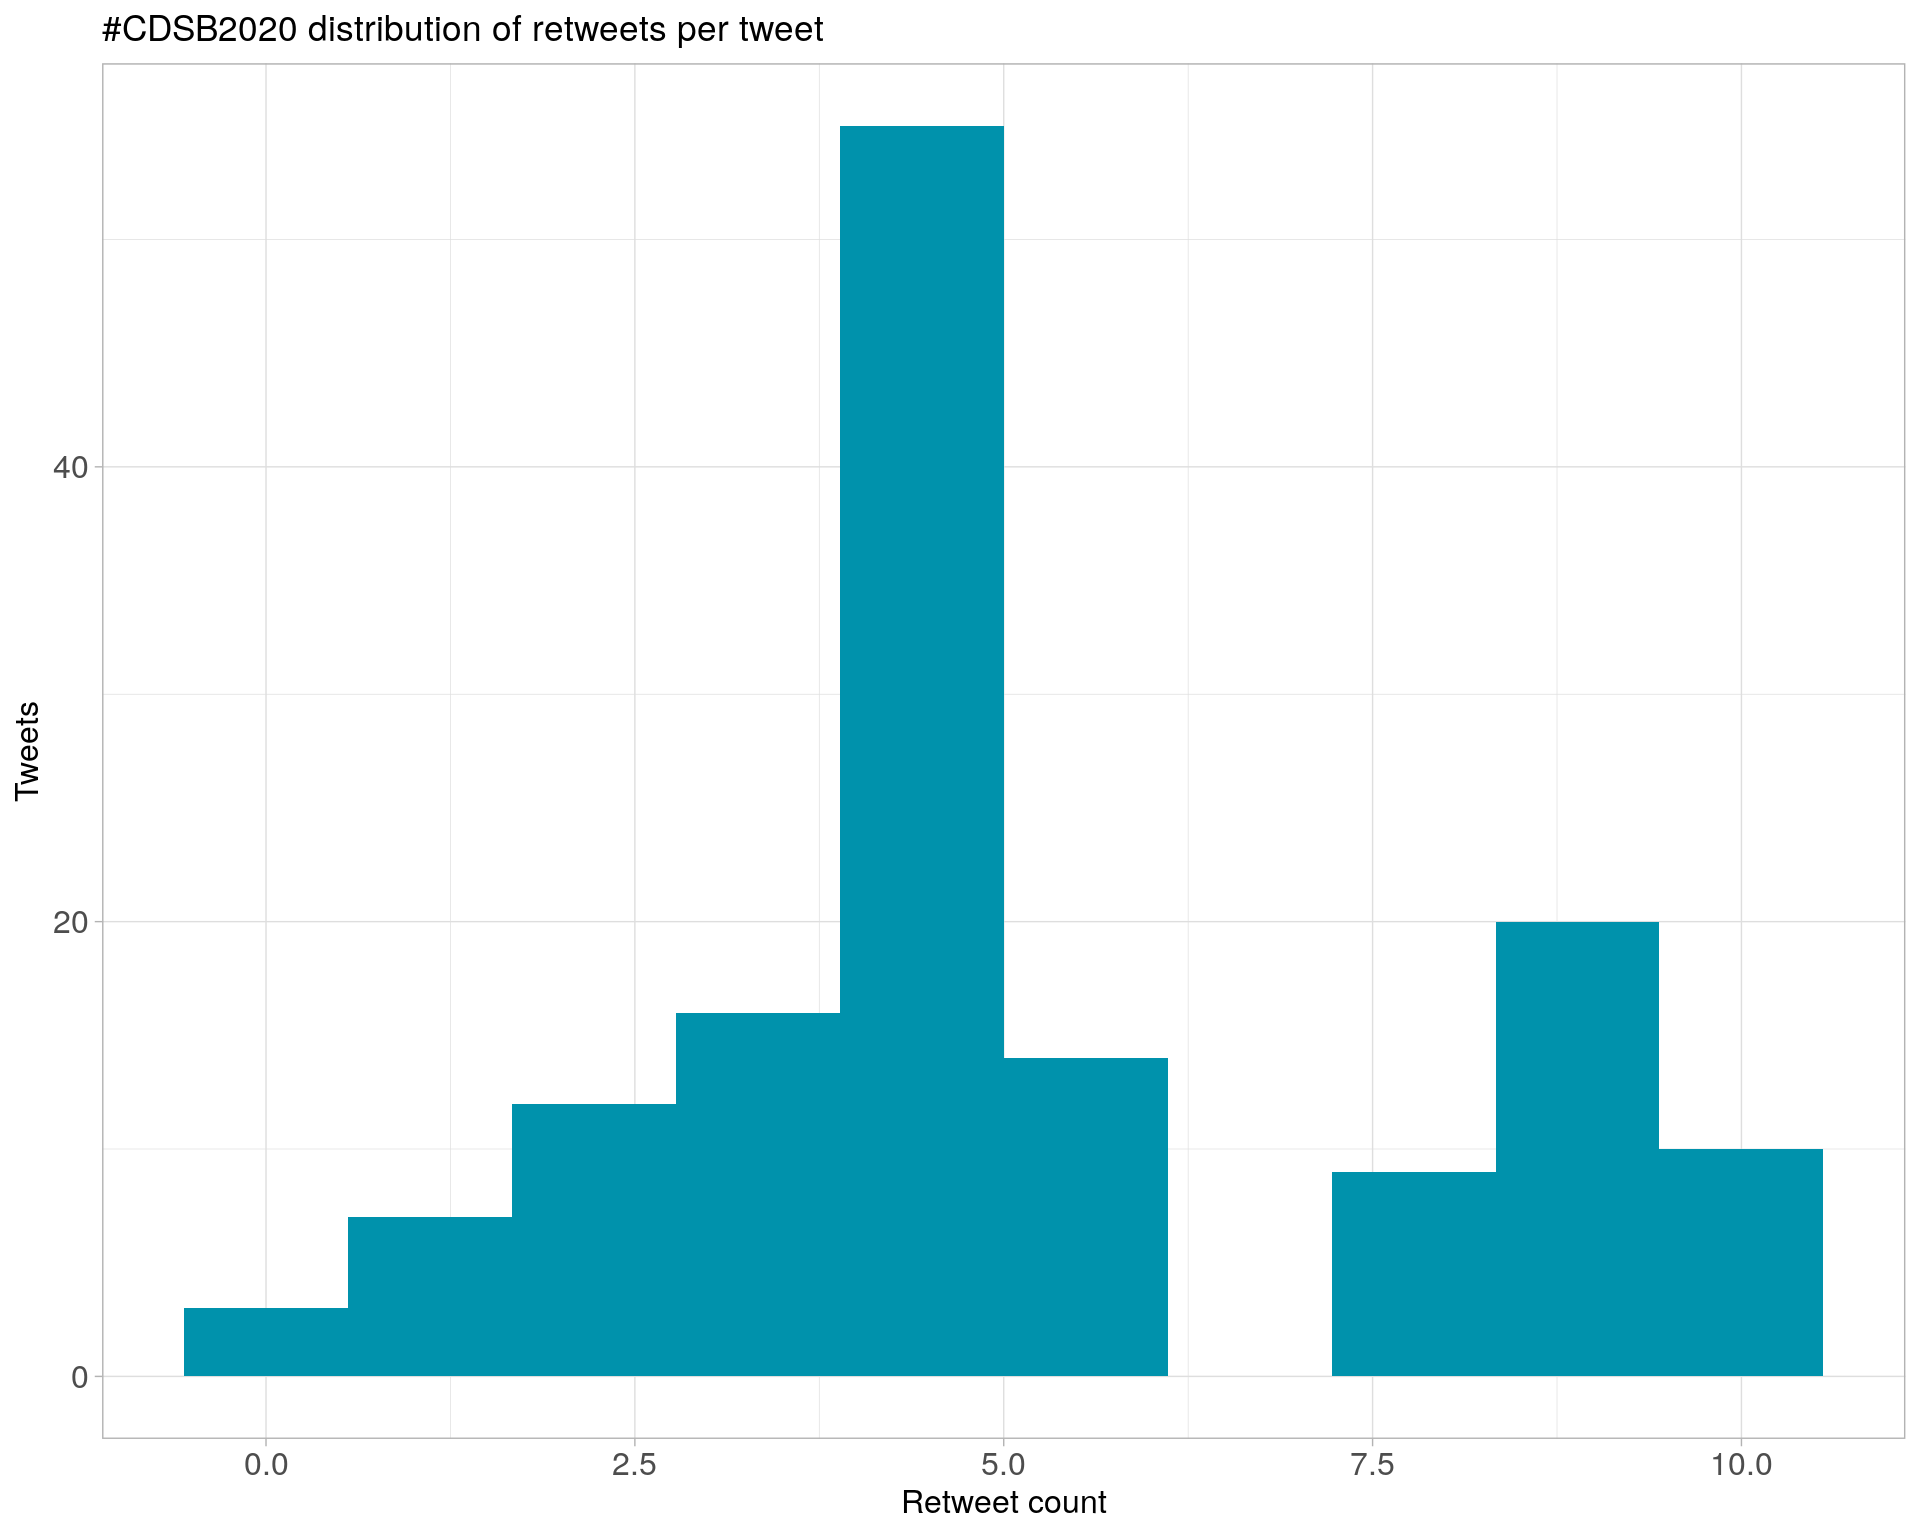 #CDSB2020 distribution of retweets per tweet
Tweets
40
20
0
0.0 2.5 5.0 7.5 10.0
Retweet count